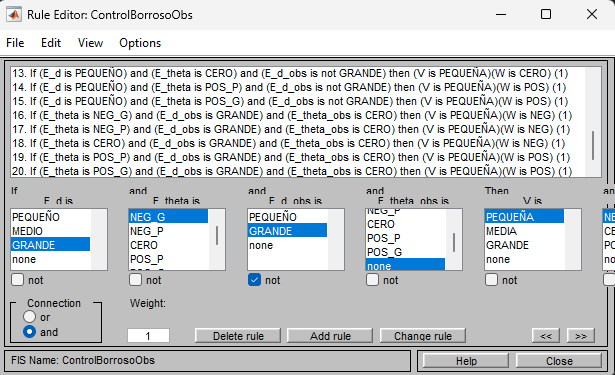 Rule Editor: ControlBorrosoObs
File Edit View Options
13. If (E_d is PEQUEÑO) and (E_theta is CERO) and (E_d_obs is not GRANDE) then (V is PEQUEÑA)(W is CERO) (1)
14. If (E_d is PEQUEÑO) and (E_theta is POS_P) and (E_d_obs is not GRANDE) then (V is PEQUEÑA)(W is POS) (1)
15. If (E_d is PEQUEÑO) and (E_theta is POS_G) and (E_d_obs is not GRANDE) then (V is PEQUEÑA)(W is POS) (1)
16. If (E_theta is NEG_G) and (E_d_obs is GRANDE) and (E_theta_obs is CERO) then (V is PEQUEÑA)(W is NEG) (1)
17. If (E_theta is NEG_P) and (E_d_obs is GRANDE) and (E_theta_obs is CERO) then (V is PEQUEÑA)(W is NEG) (1)
18. If (E_theta is CERO) and (E_d_obs is GRANDE) and (E_theta_obs is CERO) then (V is PEQUEÑA)(W is NEG) (1)
19. If (E_theta is POS_P) and (E_d_obs is GRANDE) and (E_theta_obs is CERO) then (V is PEQUEÑA)(W is POS) (1)
20. If (E_theta is POS_G) and (E_d_obs is GRANDE) and (E_theta_obs is CERO) then (V is PEQUEÑA)(W is POS) (1)
If and and and Then and
E_d is E_theta is E_d_obs is E_theta_obs is V is
PEQUEÑO
MEDIO
GRANDE
none
not
NEG_G
NEG_P
CERO
POS_P
POS_G
not
PEQUEÑO
GRANDE
none
not
NEG_P
CERO
POS_P
POS_G
none
not
PEQUEÑA
MEDIA
GRANDE
none
not
Connection
or
and
Weight:
1
Delete rule Add rule Change rule << >>
FIS Name: ControlBorrosoObs
Help Close